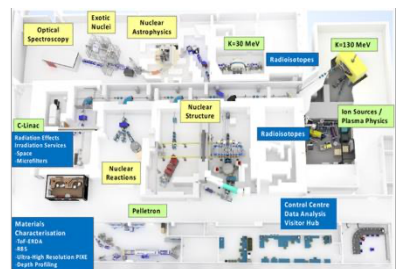 Optical
Spectroscopy
Exotic
Nuclei
Nuclear
Astrophysics
K=30 MeV
Radioisotopes
K=130 MeV
C-Linac
Radiation Effects
Irradiation Services
-Space
-Microfilters
Nuclear
Structure
Radioisotopes
Ion Sources /
Plasma Physics
Nuclear
Reactions
Pelletron
Materials
Characterisation
-ToF-ERDA
-RBS
-Ultra-High Resolution PIXE
-Depth Profiling
Control Centre
Data Analysis
Visitor Hub